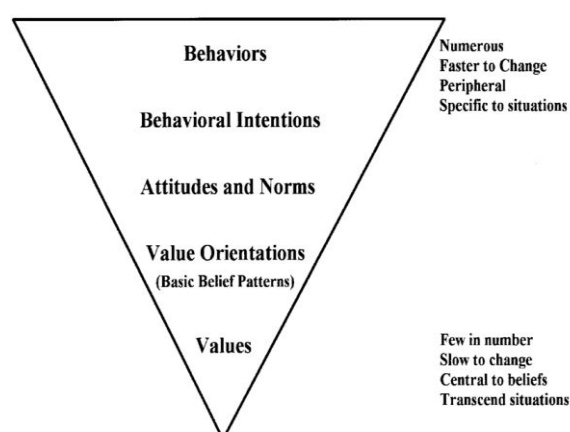 Behaviors
Numerous
Faster to Change
Peripheral
Specific to situations
Behavioral Intentions
Attitudes and Norms
Value Orientations
(Basic Belief Patterns)
Values
Few in number
Slow to change
Central to beliefs
Transcend situations